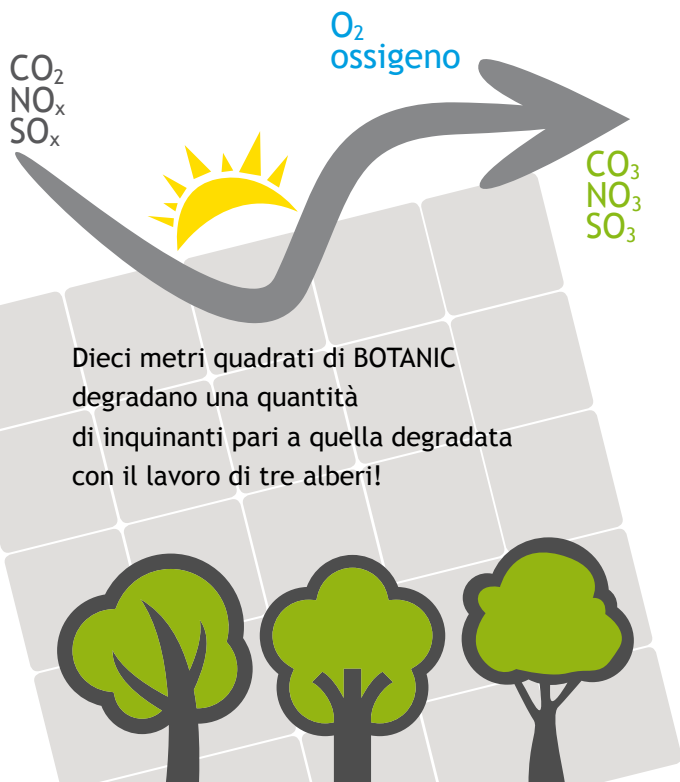 O₂
ossigeno
CO₂
NOₓ
SOₓ
CO₃
NO₃
SO₃
Dieci metri quadrati di BOTANIC
degradano una quantità
di inquinanti pari a quella degradata
con il lavoro di tre alberi!